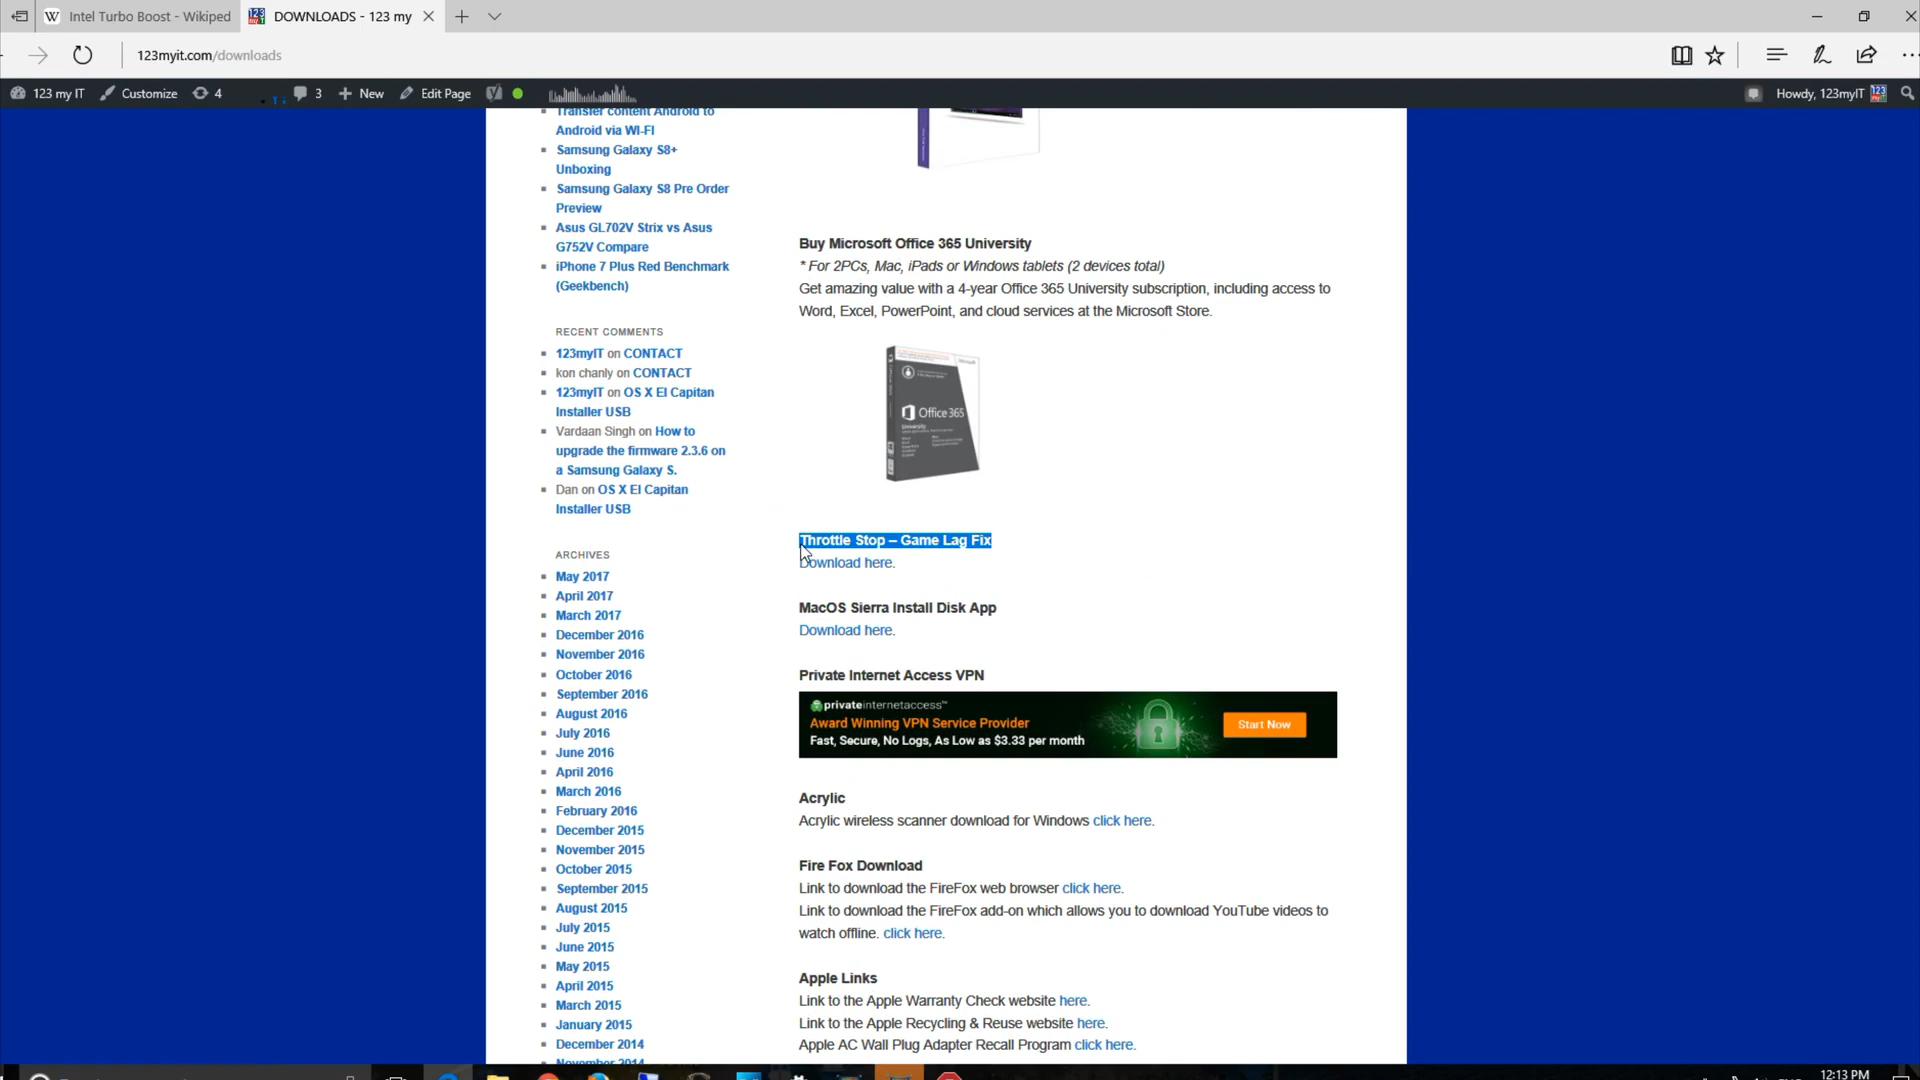 Intel Turbo Boost - Wikiped
DOWNLOADS - 123 my
123myit.com/downloads
123 my IT
Customize
4
3
New
Edit Page
Howdy, 123myIT
Transfer content Android to
Android via WI-FI
Samsung Galaxy S8+
Unboxing
Samsung Galaxy S8 Pre Order
Preview
Asus GL702V Strix vs Asus
G752V Compare
iPhone 7 Plus Red Benchmark
(Geekbench)
RECENT COMMENTS
123myIT on CONTACT
kon chanly on CONTACT
123myIT on OS X El Capitan
Installer USB
Vardaan Singh on How to
upgrade the firmware 2.3.6 on
a Samsung Galaxy S.
Dan on OS X El Capitan
Installer USB
ARCHIVES
May 2017
April 2017
March 2017
December 2016
November 2016
October 2016
September 2016
August 2016
July 2016
June 2016
April 2016
March 2016
February 2016
December 2015
November 2015
October 2015
September 2015
August 2015
July 2015
June 2015
May 2015
April 2015
March 2015
January 2015
December 2014
November 2014
Buy Microsoft Office 365 University
* For 2PCs, Mac, iPads or Windows tablets (2 devices total)
Get amazing value with a 4-year Office 365 University subscription, including access to
Word, Excel, PowerPoint, and cloud services at the Microsoft Store.
Office 365
University
Throttle Stop – Game Lag Fix
Download here.
MacOS Sierra Install Disk App
Download here.
Private Internet Access VPN
privateinternetaccess™
Award Winning VPN Service Provider
Fast, Secure, No Logs, As Low as $3.33 per month
Start Now
Acrylic
Acrylic wireless scanner download for Windows click here.
Fire Fox Download
Link to download the FireFox web browser click here.
Link to download the FireFox add-on which allows you to download YouTube videos to
watch offline. click here.
Apple Links
Link to the Apple Warranty Check website here.
Link to the Apple Recycling & Reuse website here.
Apple AC Wall Plug Adapter Recall Program click here.
12:13 PM